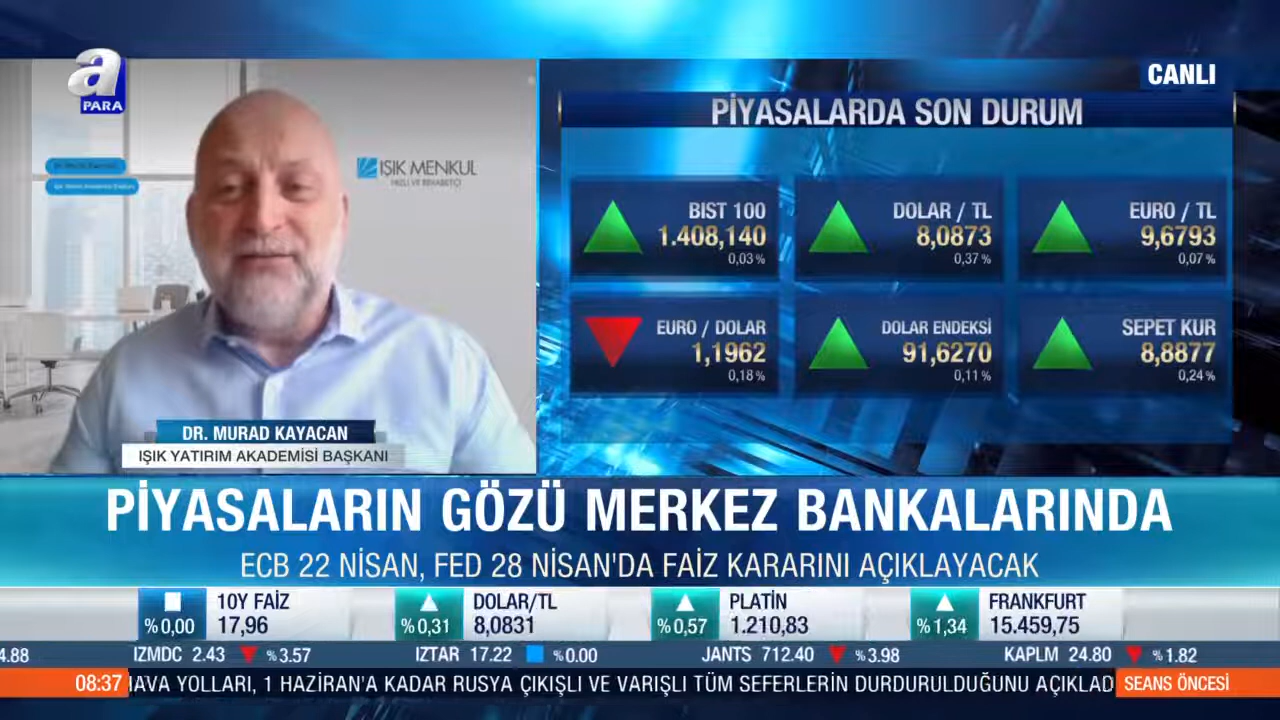 a
PARA
CANLI
IŞIK MENKUL
HIZLI VE REKABETÇİ
PİYASALARDA SON DURUM
BIST 100
1.408,140
0,03 %
DOLAR / TL
8,0873
0,37 %
EURO / TL
9,6793
0,07 %
EURO / DOLAR
1,1962
0,18 %
DOLAR ENDEKSİ
91,6270
0,11 %
SEPET KUR
8,8877
0,24 %
DR. MURAD KAYACAN
IŞIK YATIRIM AKADEMİSİ BAŞKANI
PİYASALARIN GÖZÜ MERKEZ BANKALARINDA
ECB 22 NİSAN, FED 28 NİSAN'DA FAİZ KARARINI AÇIKLAYACAK
%0,00 10Y FAİZ 17,96
%0,31 DOLAR/TL 8,0831
%0,57 PLATİN 1.210,83
%1,34 FRANKFURT 15.459,75
4.88 IZMDC 2.43 %3.57 IZTAR 17.22 %0.00 JANTS 712.40 %3.98 KAPLM 24.80 %1.82
08:37 HAVA YOLLARI, 1 HAZİRAN'A KADAR RUSYA ÇIKIŞLI VE VARIŞLI TÜM SEFERLERİN DURDURULDUĞUNU AÇIKLAD SEANS ÖNCESİ